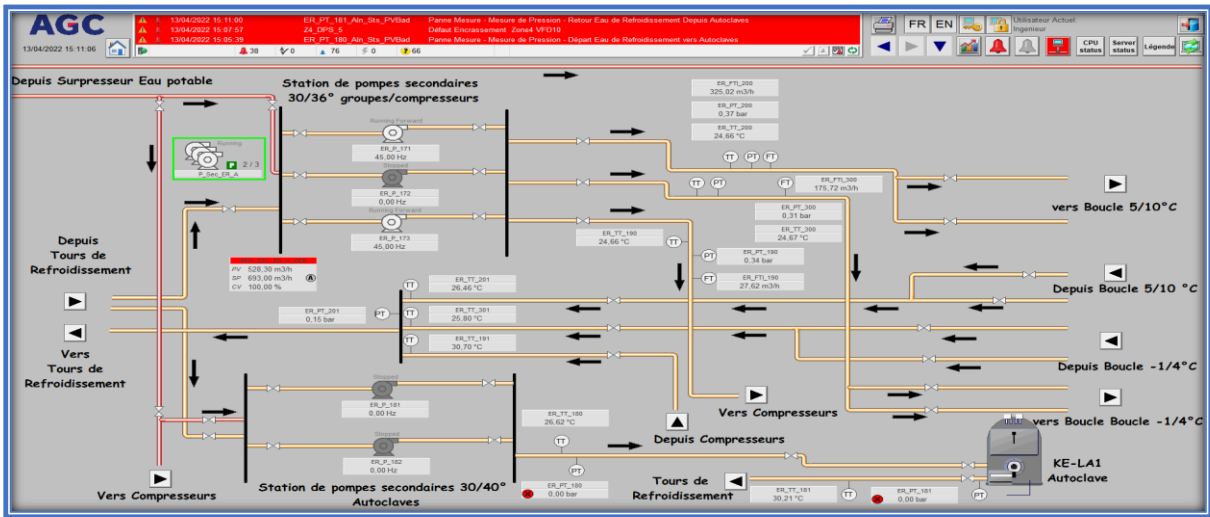 AGC
13/04/2022 15:11:06
13/04/2022 15:11:00 ER_PT_181_Aln_Sts_PVBad Panne Mesure - Mesure de Pression - Retour Eau de Refroidissement Depuis Autoclaves
13/04/2022 15:07:57 Z4_DPS_5 Défaut Encrassement Zone4 VFD10
13/04/2022 15:05:39 ER_PT_180_Aln_Sts_PVBad Panne Mesure - Mesure de Pression - Départ Eau de Refroidissement vers Autoclaves
38 0 76 0 66
FR EN
Utilisateur Actuel:
Ingenieur
CPU status
Server status
Légende
Depuis Surpresseur Eau potable
Station de pompes secondaires
30/36° groupes/compresseurs
Running
P 2 / 3
P_Sec_ER_A
Running Forward
ER_P_171
45,00 Hz
Stopped
ER_P_172
0,00 Hz
Running Forward
ER_P_173
45,00 Hz
ER_FTI_200
325,02 m3/h
ER_PT_200
0,37 bar
ER_TT_200
24,66 °C
TT PT FT
TT PT FT
ER_FTI_300
175,72 m3/h
ER_PT_300
0,31 bar
ER_TT_300
24,67 °C
vers Boucle 5/10°C
ER_TT_190
24,66 °C
TT
PT
ER_PT_190
0,34 bar
FT
ER_FTI_190
27,62 m3/h
Depuis
Tours de
Refroidissement
PV 528,30 m3/h
SP 693,00 m3/h A
CV 100,00 %
ER_PT_201
0,15 bar
PT
TT
ER_TT_201
26,46 °C
TT
ER_TT_301
25,80 °C
TT
ER_TT_191
30,70 °C
Depuis Boucle 5/10 °C
Vers
Tours de
Refroidissement
Depuis Boucle -1/4°C
Stopped
ER_P_181
0,00 Hz
Stopped
ER_P_182
0,00 Hz
Vers Compresseurs
Depuis Compresseurs
vers Boucle Boucle -1/4°C
ER_TT_180
26,62 °C
TT
PT
ER_PT_180
0,00 bar
Vers Compresseurs
Station de pompes secondaires 30/40°
Autoclaves
Tours de
Refroidissement
ER_TT_181
30,21 °C
TT
ER_PT_181
0,00 bar
PT
KE-LA1
Autoclave